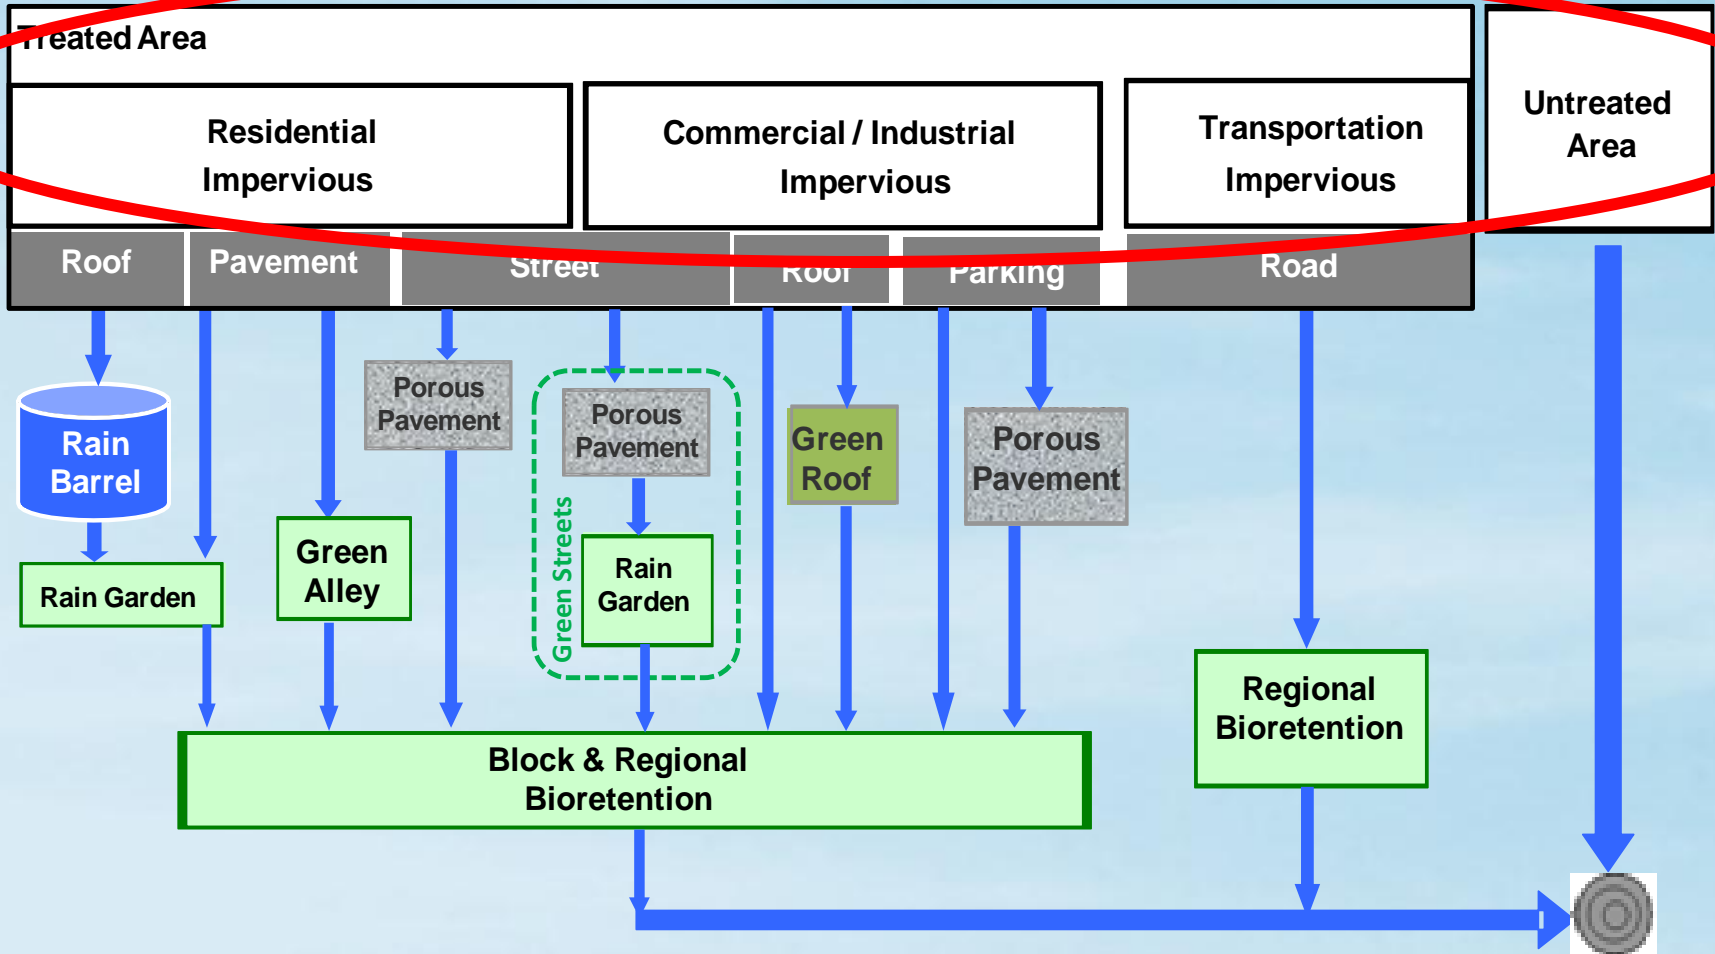 Treated Area
Residential
Impervious
Commercial / Industrial
Impervious
Transportation
Impervious
Untreated
Area
Roof
Pavement
Street
Roof
Parking
Road
Rain
Barrel
Rain Garden
Green
Alley
Porous
Pavement
Green Streets
Porous
Pavement
Rain
Garden
Green
Roof
Porous
Pavement
Regional
Bioretention
Block & Regional
Bioretention